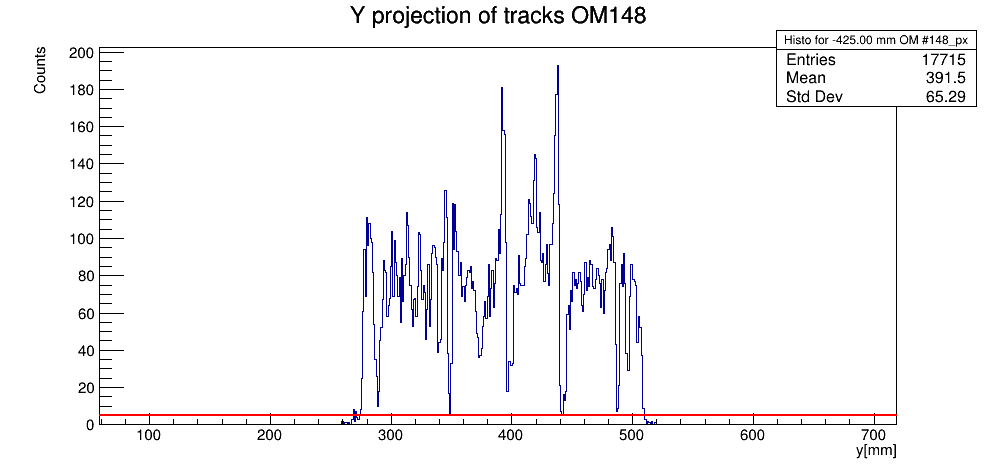 Y projection of tracks OM148
Histo for -425.00 mm OM #148_px
Entries 17715
Mean 391.5
Std Dev 65.29
Counts
200
180
160
140
120
100
80
60
40
20
0
100 200 300 400 500 600 700
y[mm]